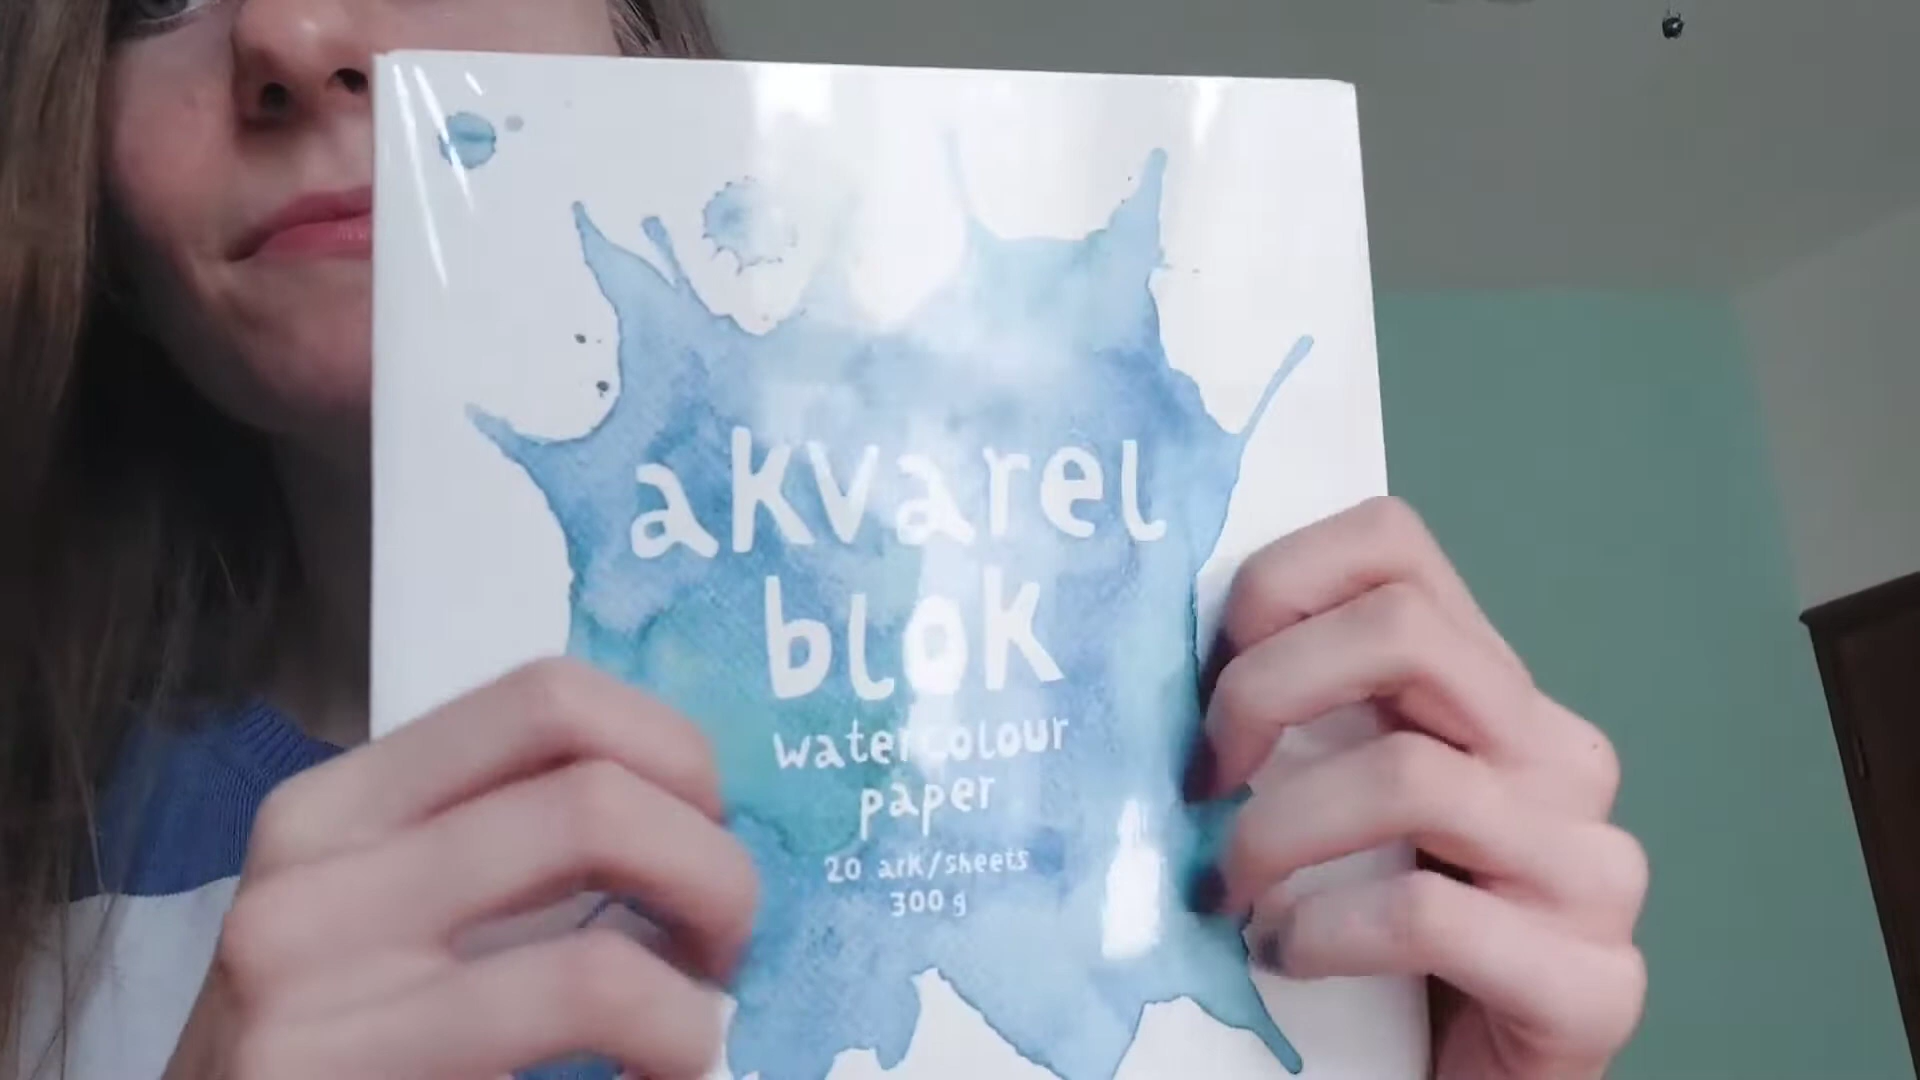 akvarel
blok
watercolour
paper
20 ark/sheets
300 g